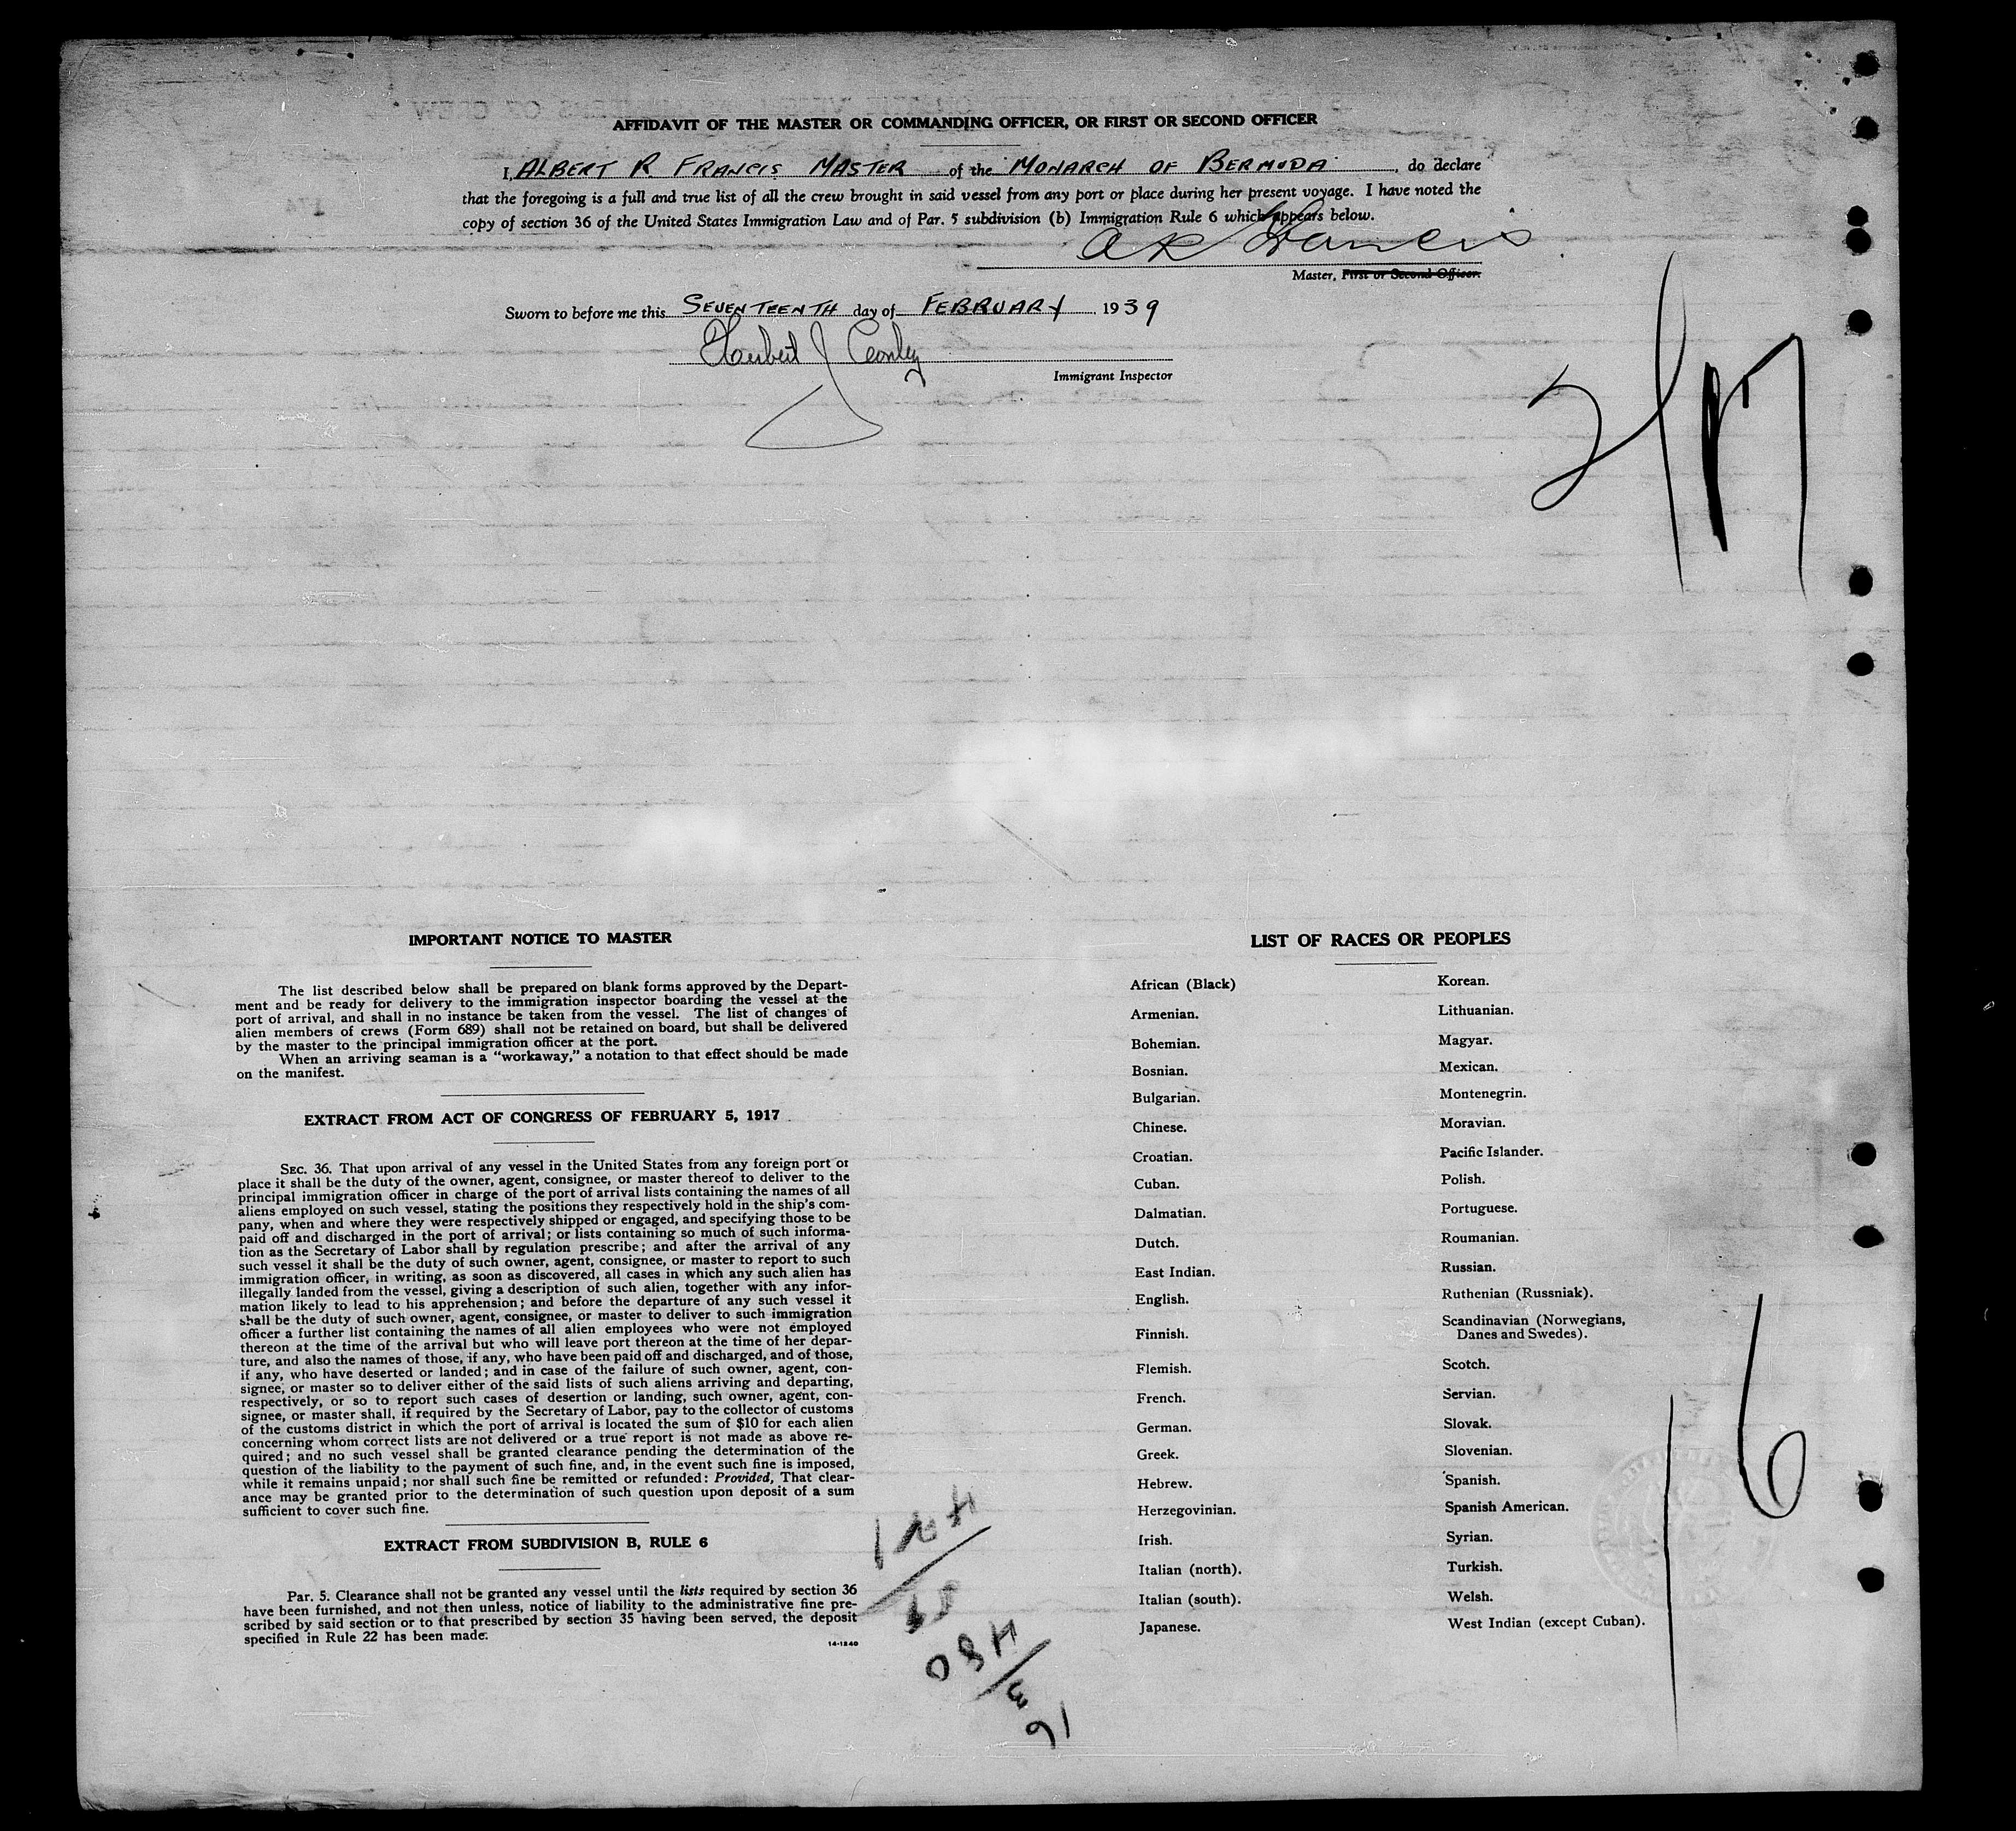 AFFIDAVIT OF THE MASTER OR COMMANDING OFFICER, OR FIRST OR SECOND OFFICER
I, ALBERT R. FRANCIS MASTER of the MONARCH OF BERMUDA, do declare
that the foregoing is a full and true list of all the crew brought in said vessel from any port or place during her present voyage. I have noted the
copy of section 36 of the United States Immigration Law and of Par. 5 subdivision (b) Immigration Rule 6 which appears below.
A R Francis
Master, First or Second Officer.
Sworn to before me this SEVENTEENTH day of FEBRUARY, 1939
Immigrant Inspector
2/17
IMPORTANT NOTICE TO MASTER
The list described below shall be prepared on blank forms approved by the Depart-
ment and be ready for delivery to the immigration inspector boarding the vessel at the
port of arrival, and shall in no instance be taken from the vessel. The list of changes of
alien members of crews (Form 689) shall not be retained on board, but shall be delivered
by the master to the principal immigration officer at the port.
When an arriving seaman is a "workaway," a notation to that effect should be made
on the manifest.
EXTRACT FROM ACT OF CONGRESS OF FEBRUARY 5, 1917
SEC. 36. That upon arrival of any vessel in the United States from any foreign port or
place it shall be the duty of the owner, agent, consignee, or master thereof to deliver to the
principal immigration officer in charge of the port of arrival lists containing the names of all
aliens employed on such vessel, stating the positions they respectively hold in the ship's com-
pany, when and where they were respectively shipped or engaged, and specifying those to be
paid off and discharged in the port of arrival; or lists containing so much of such informa-
tion as the Secretary of Labor shall by regulation prescribe; and after the arrival of any
such vessel it shall be the duty of such owner, agent, consignee, or master to report to such
immigration officer, in writing, as soon as discovered, all cases in which any such alien has
illegally landed from the vessel, giving a description of such alien, together with any infor-
mation likely to lead to his apprehension; and before the departure of any such vessel it
shall be the duty of such owner, agent, consignee, or master to deliver to such immigration
officer a further list containing the names of all alien employees who were not employed
thereon at the time of the arrival but who will leave port thereon at the time of her depar-
ture, and also the names of those, if any, who have been paid off and discharged, and of those,
if any, who have deserted or landed; and in case of the failure of such owner, agent, con-
signee, or master so to deliver either of the said lists of such aliens arriving and departing,
respectively, or so to report such cases of desertion or landing, such owner, agent, con-
signee, or master shall, if required by the Secretary of Labor, pay to the collector of customs
of the customs district in which the port of arrival is located the sum of $10 for each alien
concerning whom correct lists are not delivered or a true report is not made as above re-
quired; and no such vessel shall be granted clearance pending the determination of the
question of the liability to the payment of such fine, and, in the event such fine is imposed,
while it remains unpaid; nor shall such fine be remitted or refunded: Provided, That clear-
ance may be granted prior to the determination of such question upon deposit of a sum
sufficient to cover such fine.
EXTRACT FROM SUBDIVISION B, RULE 6
Par. 5. Clearance shall not be granted any vessel until the lists required by section 36
have been furnished, and not then unless, notice of liability to the administrative fine pre-
scribed by said section or to that prescribed by section 35 having been served, the deposit
specified in Rule 22 has been made.
14-1240
LIST OF RACES OR PEOPLES
African (Black)
Armenian.
Bohemian.
Bosnian.
Bulgarian.
Chinese.
Croatian.
Cuban.
Dalmatian.
Dutch.
East Indian.
English.
Finnish.
Flemish.
French.
German.
Greek.
Hebrew.
Herzegovinian.
Irish.
Italian (north).
Italian (south).
Japanese.
Korean.
Lithuanian.
Magyar.
Mexican.
Montenegrin.
Moravian.
Pacific Islander.
Polish.
Portuguese.
Roumanian.
Russian.
Ruthenian (Russniak).
Scandinavian (Norwegians,
Danes and Swedes).
Scotch.
Servian.
Slovak.
Slovenian.
Spanish.
Spanish American.
Syrian.
Turkish.
Welsh.
West Indian (except Cuban).
16